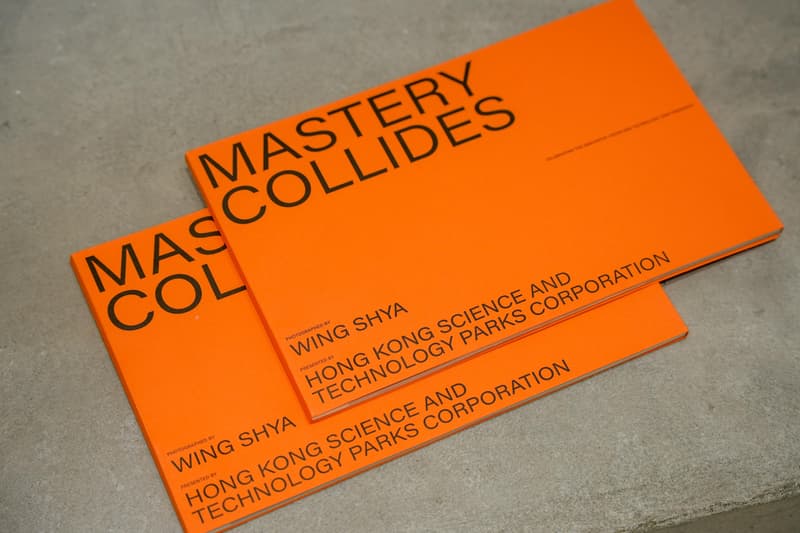 MASTERY
COLLIDES
PHOTOGRAPHED BY
WING SHYA
PRESENTED BY
HONG KONG SCIENCE AND
TECHNOLOGY PARKS CORPORATION
MAS
COL
PHOTOGRAPHED BY
WING SHYA
PRESENTED BY
HONG KONG SCIENCE AND
TECHNOLOGY PARKS CORPORATION